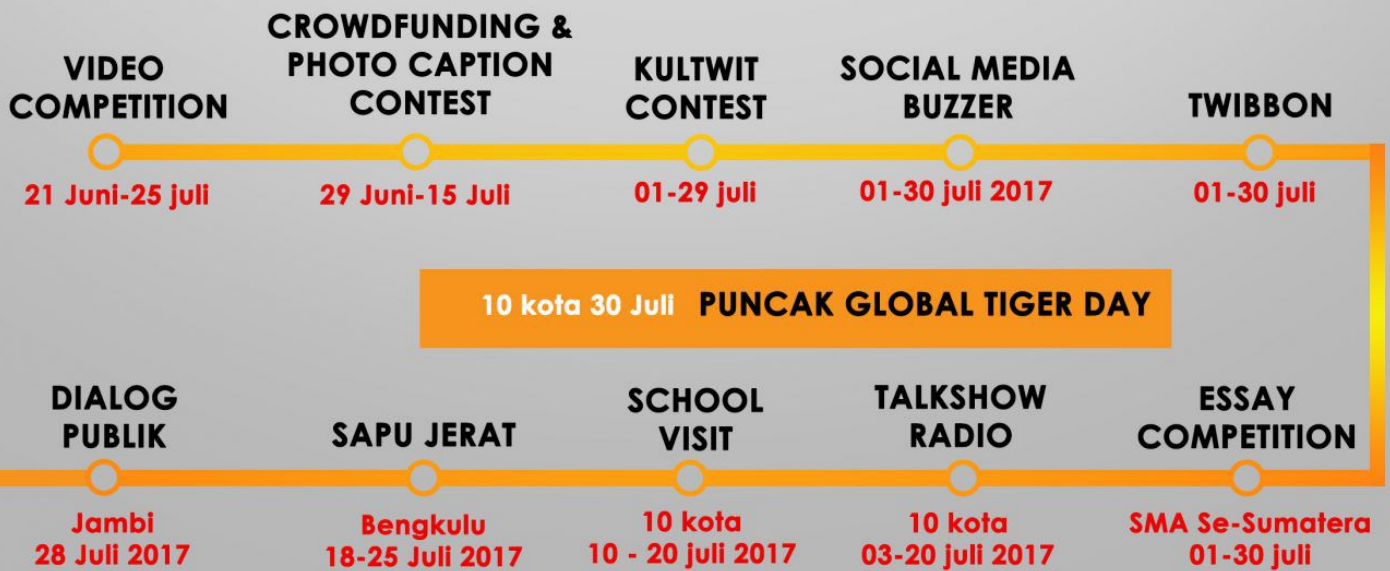 VIDEO
COMPETITION
21 Juni-25 juli
CROWDFUNDING &
PHOTO CAPTION
CONTEST
29 Juni-15 Juli
KULTWIT
CONTEST
01-29 juli
SOCIAL MEDIA
BUZZER
01-30 juli 2017
TWIBBON
01-30 juli
10 kota 30 Juli PUNCAK GLOBAL TIGER DAY
DIALOG
PUBLIK
Jambi
28 Juli 2017
SAPU JERAT
Bengkulu
18-25 Juli 2017
SCHOOL
VISIT
10 kota
10 - 20 juli 2017
TALKSHOW
RADIO
10 kota
03-20 juli 2017
ESSAY
COMPETITION
SMA Se-Sumatera
01-30 juli